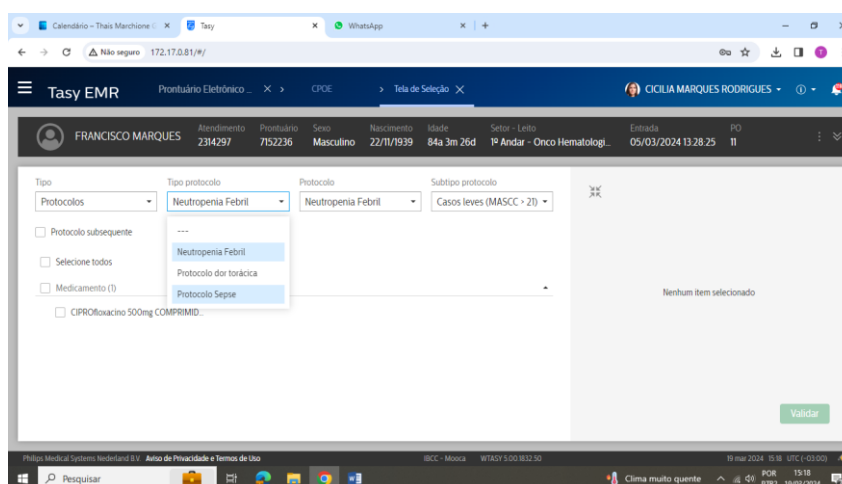 Calendário – Thais Marchione C
Tasy
WhatsApp
Não seguro 172.17.0.81/#/
Tasy EMR
Prontuário Eletrônico ...
CPOE
Tela de Seleção
CICILIA MARQUES RODRIGUES
FRANCISCO MARQUES
Atendimento Prontuário Sexo Nascimento Idade Setor - Leito Entrada PO
2314297 7152236 Masculino 22/11/1939 84a 3m 26d 1º Andar - Onco Hematologi... 05/03/2024 13:28:25 11
Tipo Tipo protocolo Protocolo Subtipo protocolo
Protocolos Neutropenia Febril Neutropenia Febril Casos leves (MASCC > 21)
Protocolo subsequente
---
Neutropenia Febril
Selecione todos
Protocolo dor torácica
Medicamento (1)
Protocolo Sepse
Nenhum item selecionado
CIPROfloxacino 500mg COMPRIMID...
Validar
Philips Medical Systems Nederland B.V. Aviso de Privacidade e Termos de Uso IBCC - Mooca WTASY 5.00.1832.50 19 mar 2024 15:18 UTC (-03:00)
Pesquisar
Clima muito quente
POR
15:18